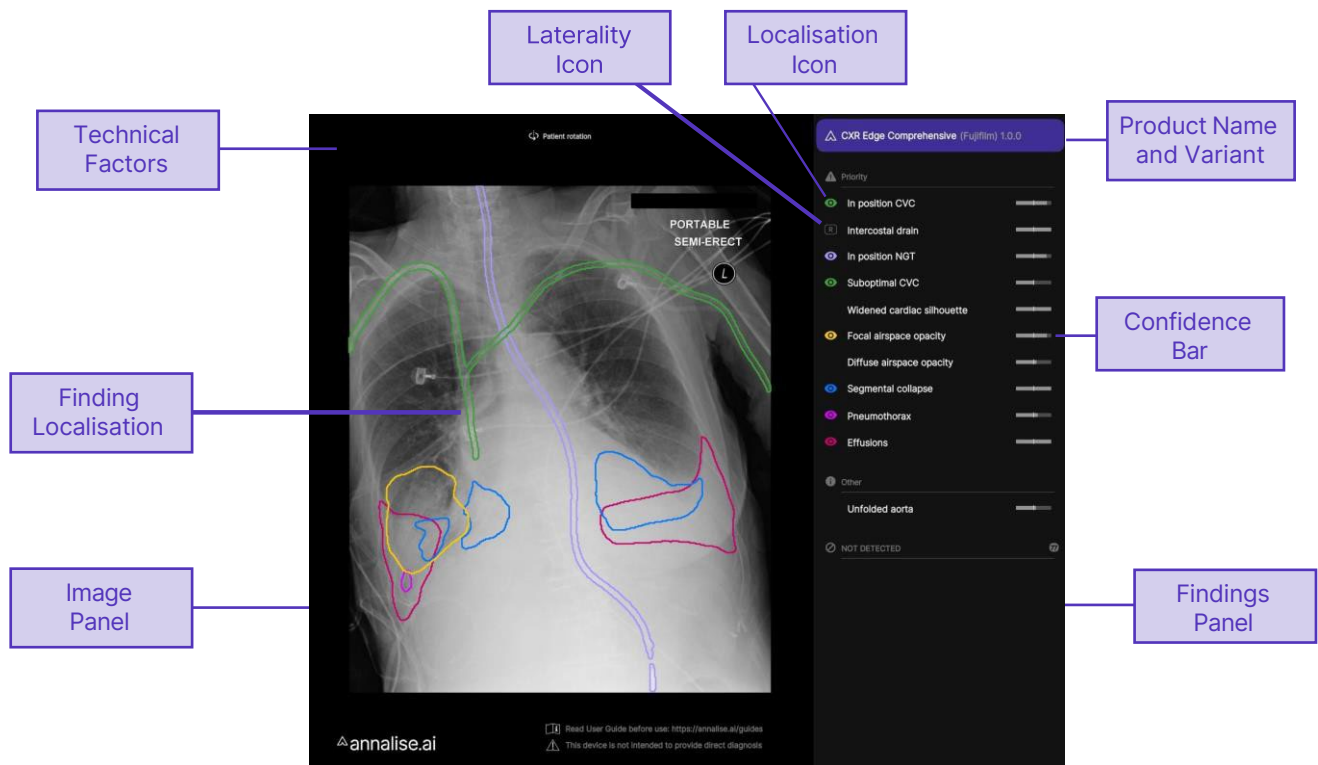 Laterality
Icon
Localisation
Icon
Technical
Factors
Product Name
and Variant
Patient rotation
CXR Edge Comprehensive (Fujifilm) 1.0.0
Priority
In position CVC
R Intercostal drain
In position NGT
Suboptimal CVC
Widened cardiac silhouette
Focal airspace opacity
Diffuse airspace opacity
Segmental collapse
Pneumothorax
Effusions
Other
Unfolded aorta
NOT DETECTED 77
PORTABLE
SEMI-ERECT
L
Confidence
Bar
Finding
Localisation
Image
Panel
Findings
Panel
annalise.ai
Read User Guide before use: https://annalise.ai/guides
This device is not intended to provide direct diagnosis